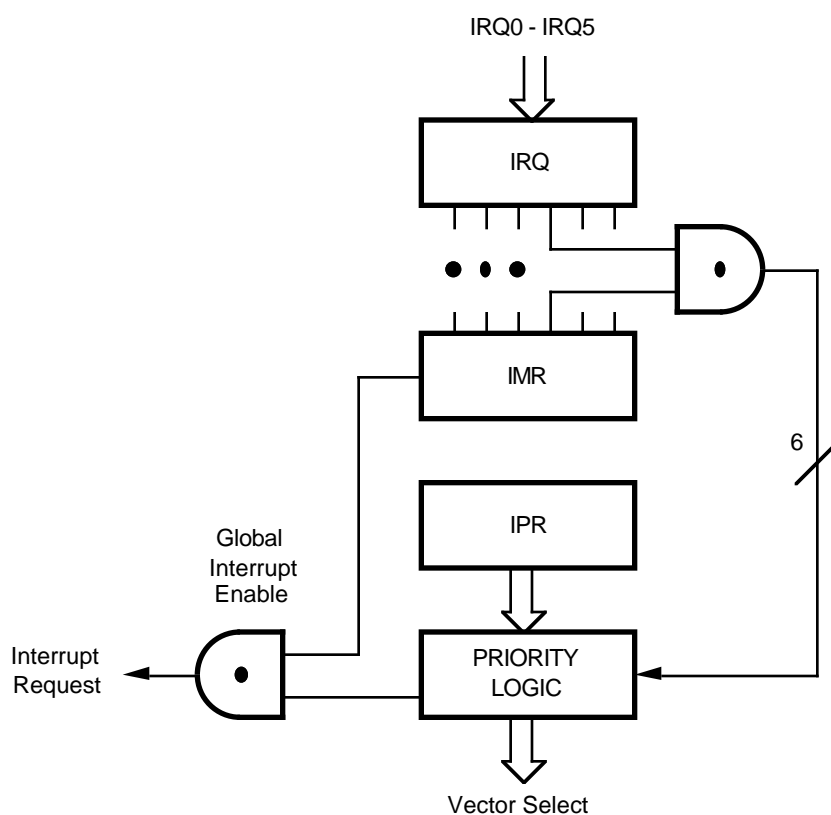 IRQ0 - IRQ5
IRQ
IMR
6
IPR
Global
Interrupt
Enable
PRIORITY
LOGIC
Interrupt
Request
Vector Select